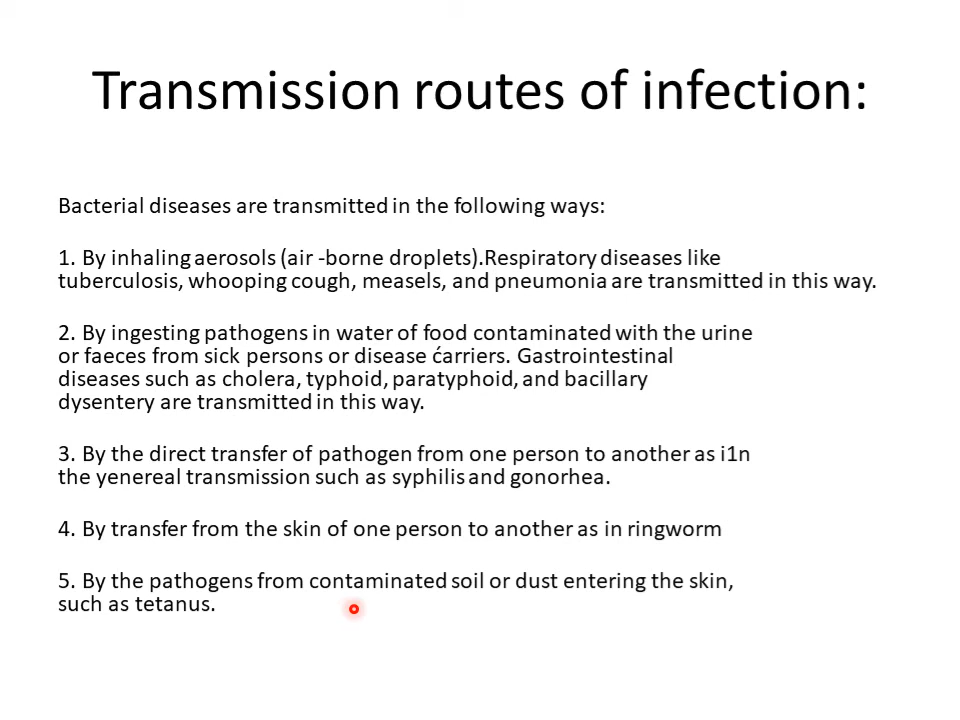 Transmission routes of infection:
Bacterial diseases are transmitted in the following ways:
1. By inhaling aerosols (air -borne droplets).Respiratory diseases like
tuberculosis, whooping cough, measels, and pneumonia are transmitted in this way.
2. By ingesting pathogens in water of food contaminated with the urine
or faeces from sick persons or disease ćarriers. Gastrointestinal
diseases such as cholera, typhoid, paratyphoid, and bacillary
dysentery are transmitted in this way.
3. By the direct transfer of pathogen from one person to another as i1n
the yenereal transmission such as syphilis and gonorhea.
4. By transfer from the skin of one person to another as in ringworm
5. By the pathogens from contaminated soil or dust entering the skin,
such as tetanus.